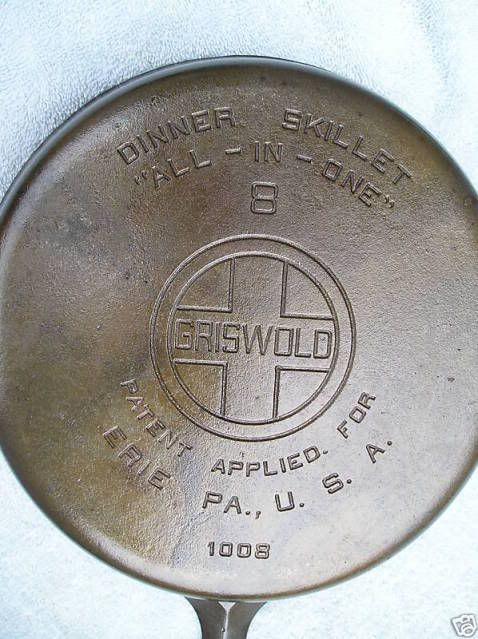 DINNER SKILLET
"ALL-IN-ONE"
8
GRISWOLD
PATENT APPLIED. FOR
ERIE PA., U. S. A.
1008